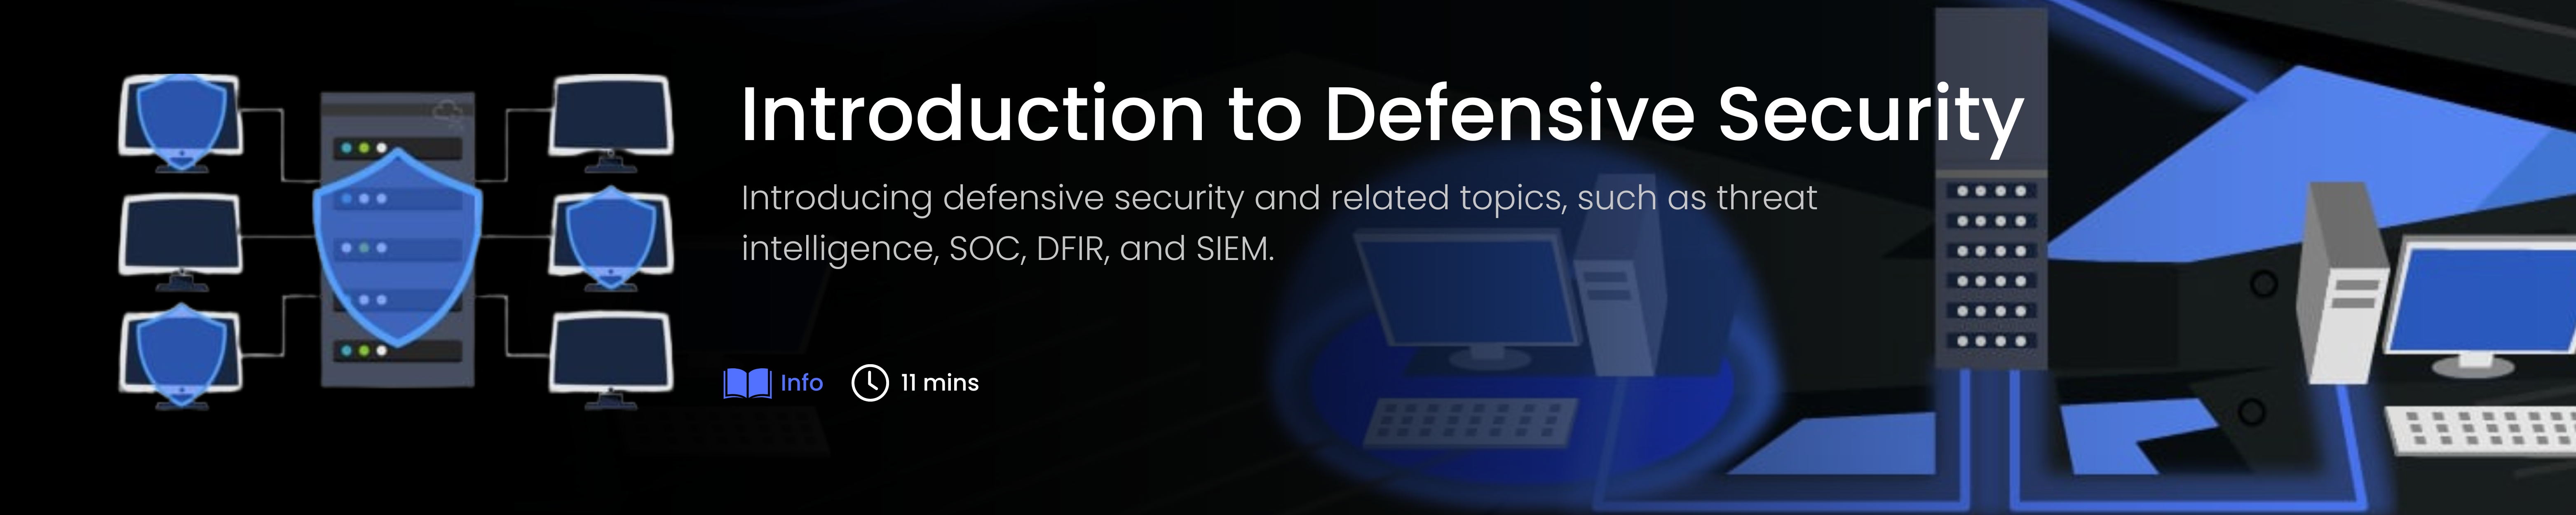 Introduction to Defensive Security
Introducing defensive security and related topics, such as threat
intelligence, SOC, DFIR, and SIEM.
Info 11 mins